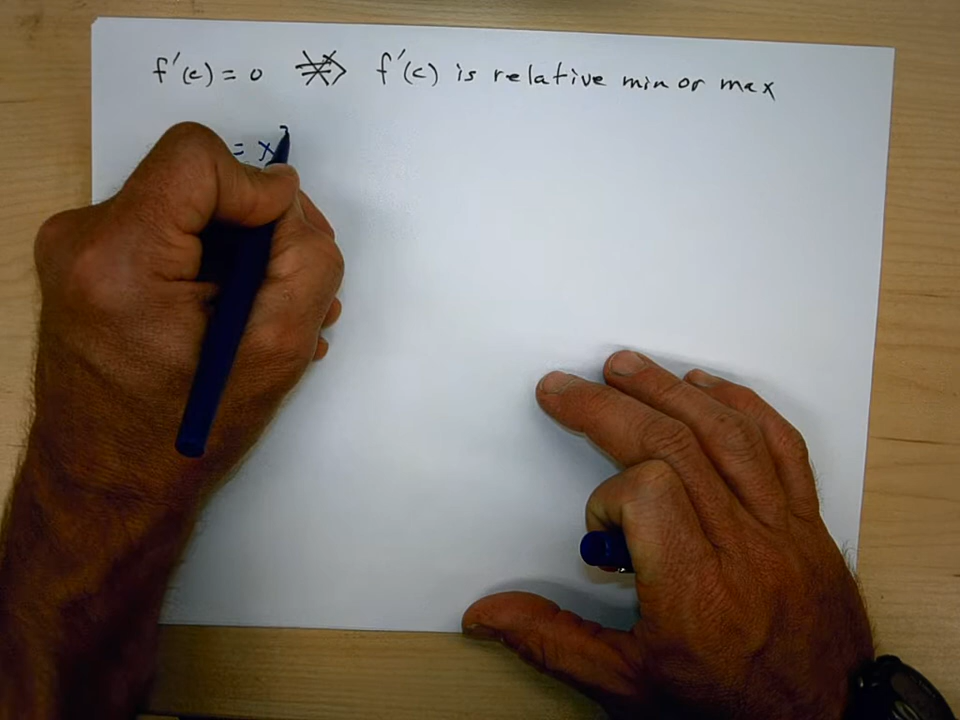 f'(c) = 0 ⇏ f'(c) is relative min or max
= x